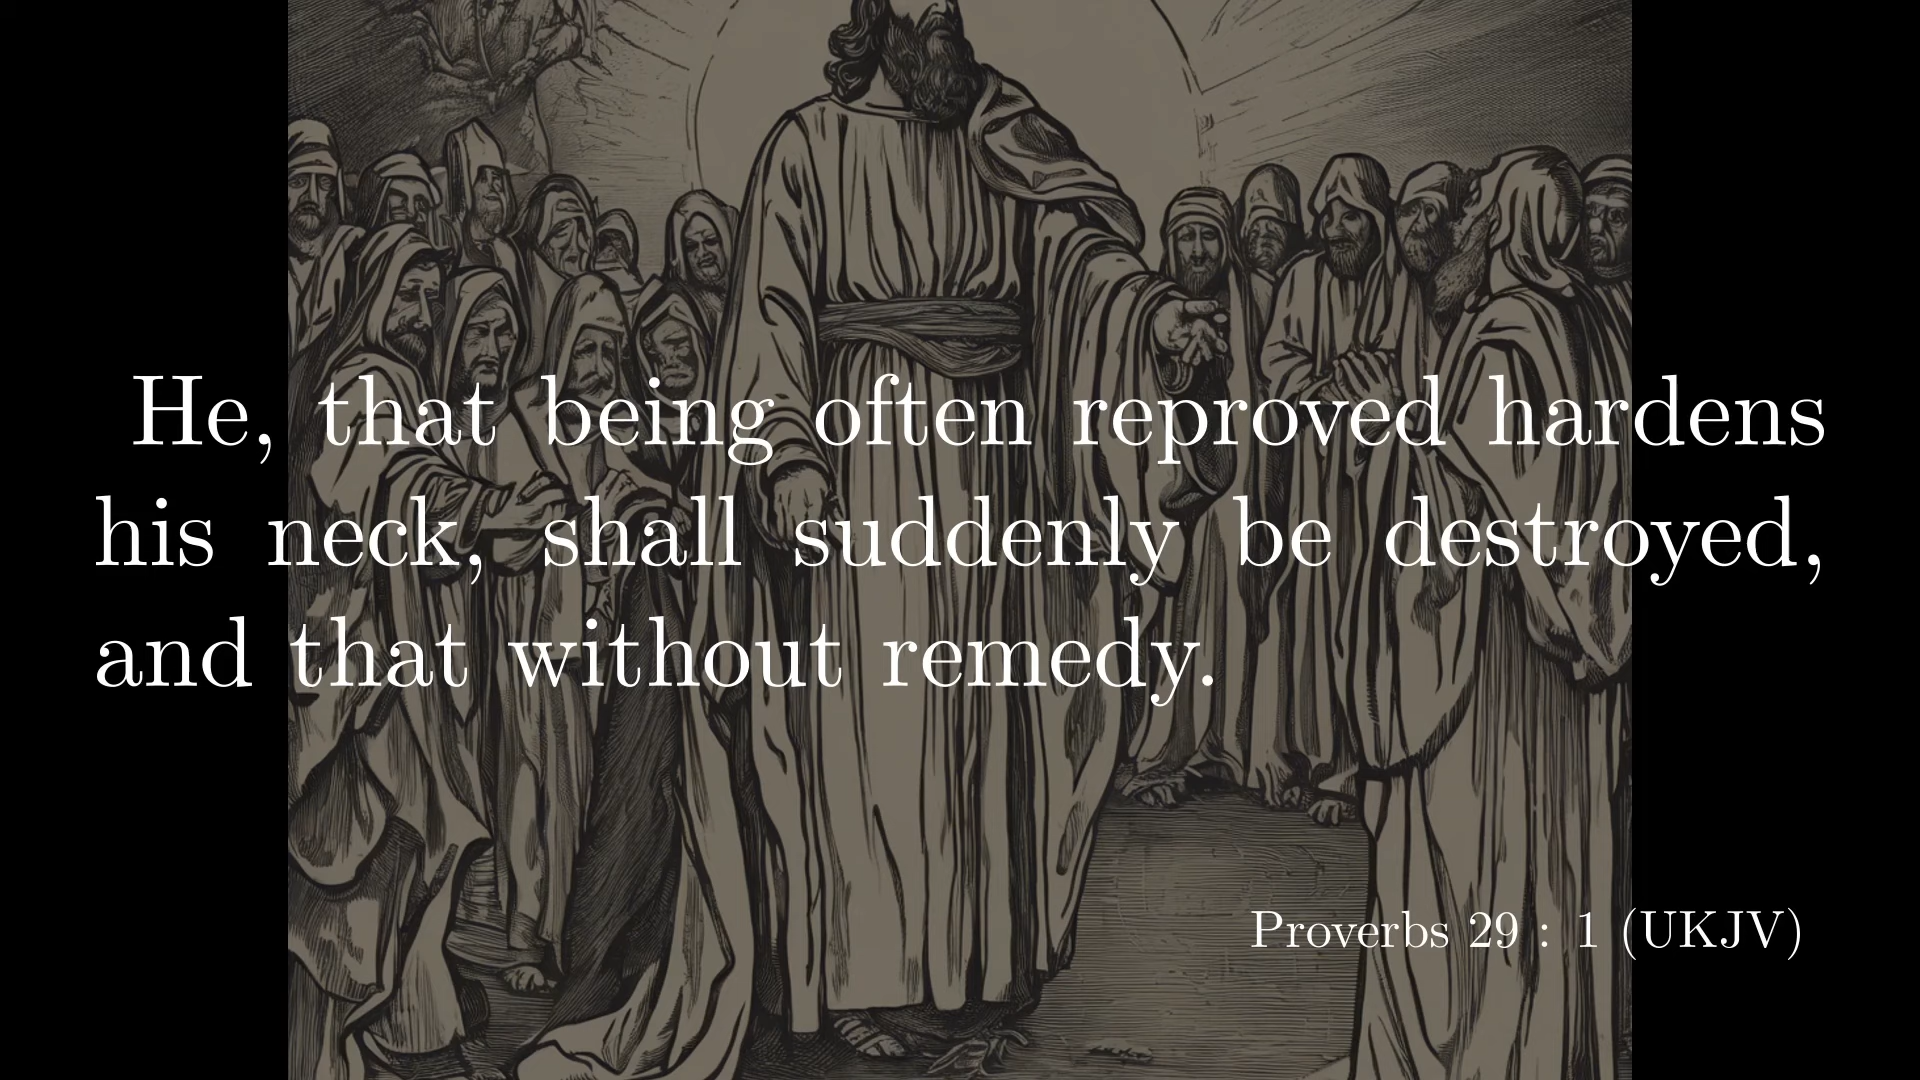 He, that being often reproved hardens
his neck, shall suddenly be destroyed,
and that without remedy.
Proverbs 29 : 1 (UKJV)